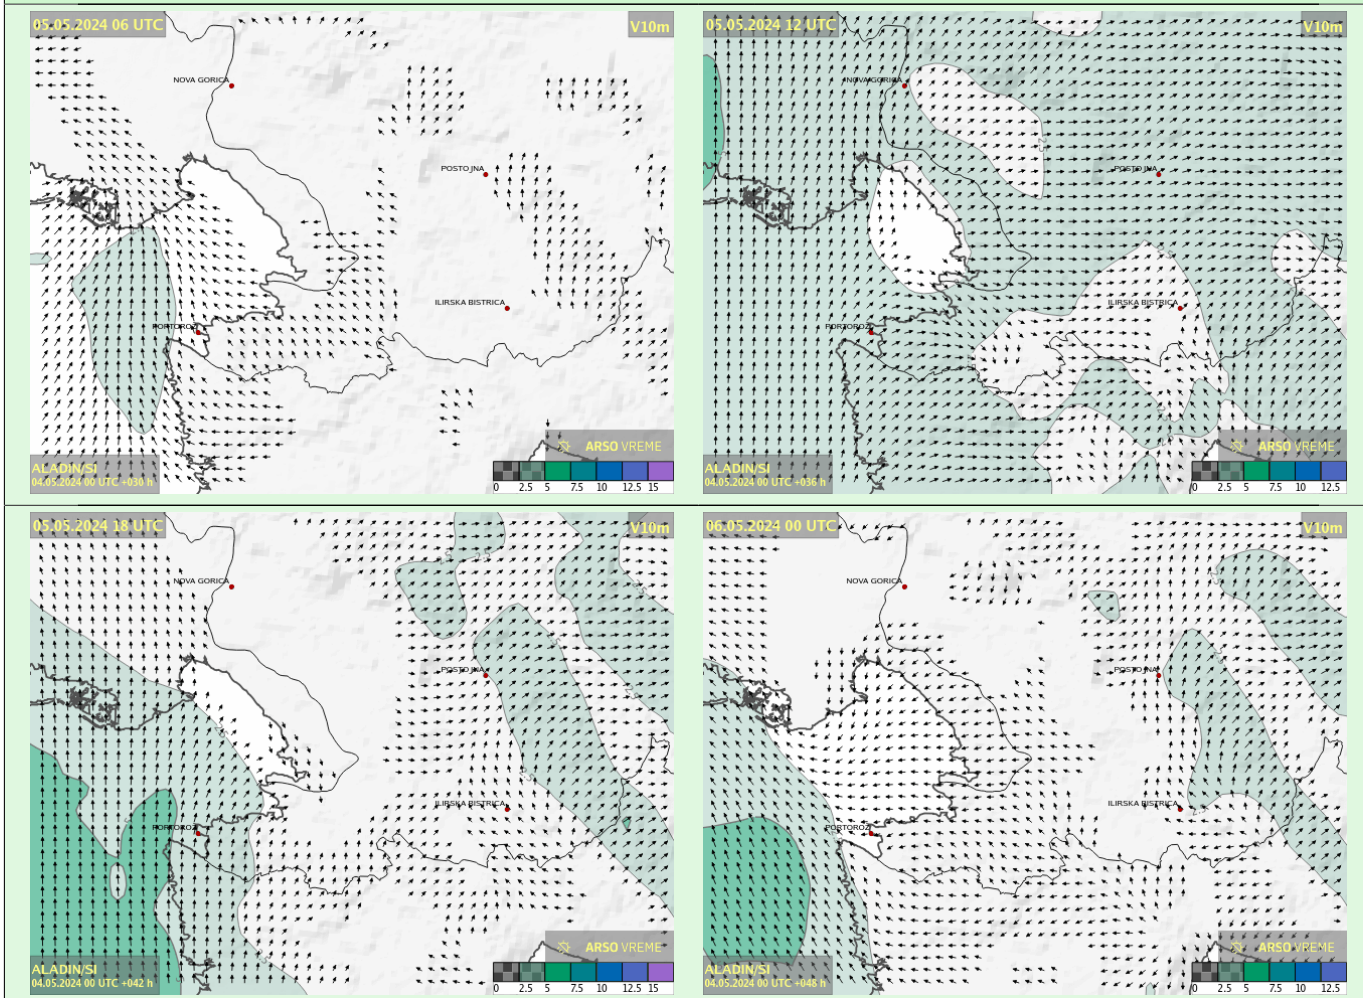 05.05.2024 06 UTC
V10m
NOVA GORICA
POSTOJNA
ILIRSKA BISTRICA
PORTOROŽ
ARSO VREME
ALADIN/SI
04.05.2024 00 UTC +030 h
0 2.5 5 7.5 10 12.5 15
05.05.2024 12 UTC
V10m
NOVA GORICA
2.5
POSTOJNA
ILIRSKA BISTRICA
PORTOROŽ
ARSO VREME
ALADIN/SI
04.05.2024 00 UTC +036 h
0 2.5 5 7.5 10 12.5
05.05.2024 18 UTC
V10m
NOVA GORICA
POSTOJNA
ILIRSKA BISTRICA
PORTOROŽ
ARSO VREME
ALADIN/SI
04.05.2024 00 UTC +042 h
0 2.5 5 7.5 10 12.5 15
06.05.2024 00 UTC
V10m
NOVA GORICA
POSTOJNA
ILIRSKA BISTRICA
PORTOROŽ
ARSO VREME
ALADIN/SI
04.05.2024 00 UTC +048 h
0 2.5 5 7.5 10 12.5